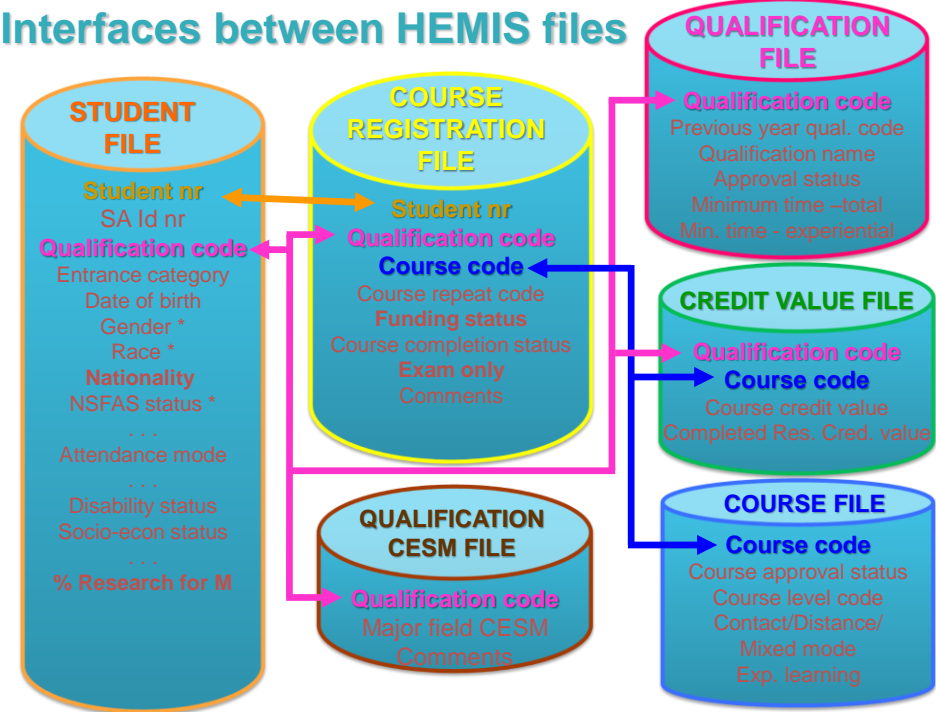 Interfaces between HEMIS files
STUDENT
FILE
Student nr
SA Id nr
Qualification code
Entrance category
Date of birth
Gender *
Race *
Nationality
NSFAS status *
. . .
Attendance mode
. . .
Disability status
Socio-econ status
. . .
% Research for M
COURSE
REGISTRATION
FILE
Student nr
Qualification code
Course code
Course repeat code
Funding status
Course completion status
Exam only
Comments
QUALIFICATION
CESM FILE
Qualification code
Major field CESM
Comments
QUALIFICATION
FILE
Qualification code
Previous year qual. code
Qualification name
Approval status
Minimum time –total
Min. time - experiential
CREDIT VALUE FILE
Qualification code
Course code
Course credit value
Completed Res. Cred. value
COURSE FILE
Course code
Course approval status
Course level code
Contact/Distance/
Mixed mode
Exp. learning